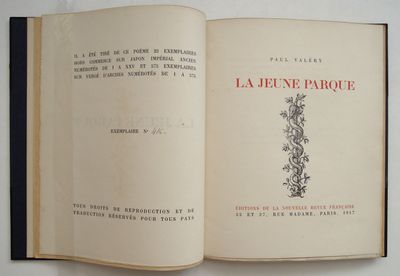 IL A ÉTÉ TIRÉ DE CE POÈME 25 EXEMPLAIRES
HORS COMMERCE SUR JAPON IMPÉRIAL ANCIEN
NUMÉROTÉS DE I A XXV ET 575 EXEMPLAIRES
SUR VERGÉ D'ARCHES NUMÉROTÉS DE 1 A 575
EXEMPLAIRE Nº
TOUS DROITS DE REPRODUCTION ET DE
TRADUCTION RÉSERVÉS POUR TOUS PAYS
PAUL VALÉRY
LA JEUNE PARQUE
ÉDITIONS DE LA NOUVELLE REVUE FRANÇAISE
35 ET 37, RUE MADAME, PARIS, 1917